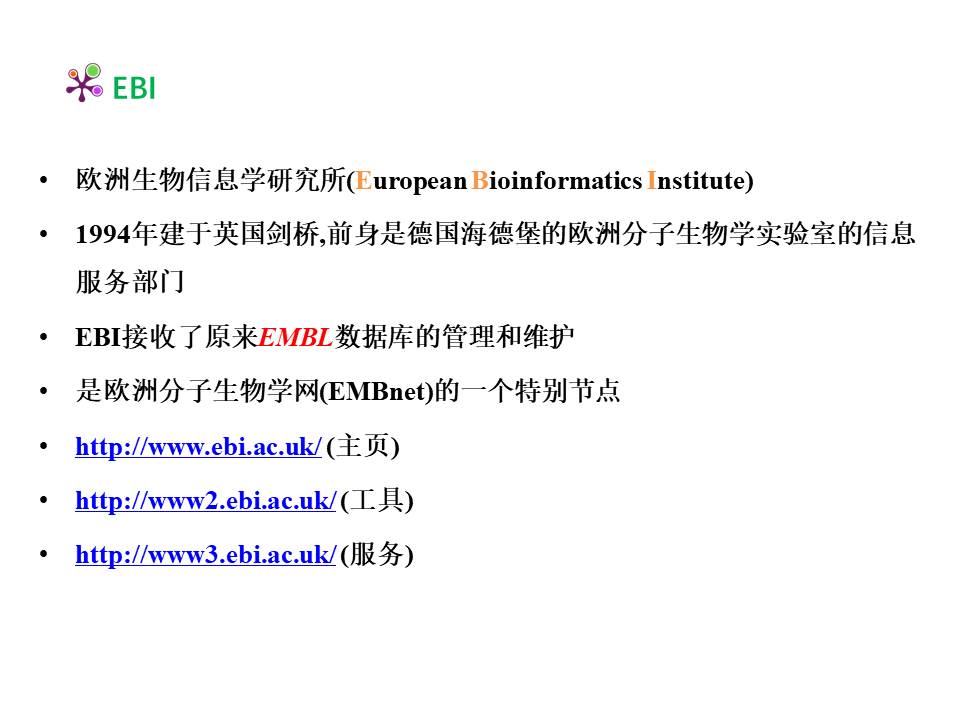 EBI
• 欧洲生物信息学研究所(European Bioinformatics Institute)
• 1994年建于英国剑桥,前身是德国海德堡的欧洲分子生物学实验室的信息
服务部门
• EBI接收了原来EMBL数据库的管理和维护
• 是欧洲分子生物学网(EMBnet)的一个特别节点
• http://www.ebi.ac.uk/ (主页)
• http://www2.ebi.ac.uk/ (工具)
• http://www3.ebi.ac.uk/ (服务)